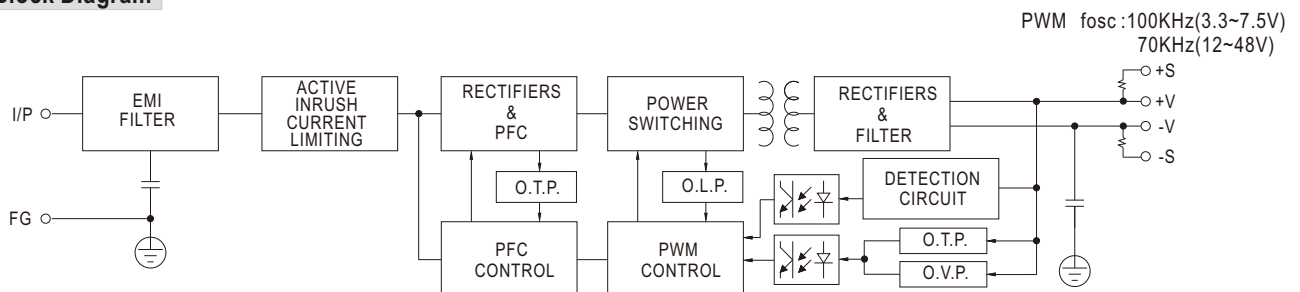 Block Diagram
PWM fosc :100KHz(3.3~7.5V)
70KHz(12~48V)
I/P
EMI
FILTER
ACTIVE
INRUSH
CURRENT
LIMITING
RECTIFIERS
&
PFC
POWER
SWITCHING
RECTIFIERS
&
FILTER
+S
+V
-V
-S
O.T.P.
O.L.P.
DETECTION
CIRCUIT
FG
PFC
CONTROL
PWM
CONTROL
O.T.P.
O.V.P.